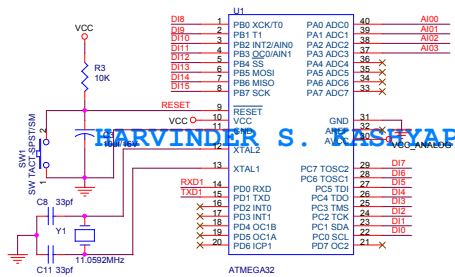 U1
VCC
R3
10K
RESET
VCC
10uf/16V
SW1
SW TACT-SPST/SM
C8 33pf
Y1
C11 33pf
11.0592MHz
DI8 1 PB0 XCK/T0 PA0 ADC0 40 AI00
DI9 2 PB1 T1 PA1 ADC1 39 AI01
DI10 3 PB2 INT2/AIN0 PA2 ADC2 38 AI02
DI11 4 PB3 OC0/AIN1 PA3 ADC3 37 AI03
DI12 5 PB4 SS PA4 ADC4 36
DI13 6 PB5 MOSI PA5 ADC5 35
DI14 7 PB6 MISO PA6 ADC6 34
DI15 8 PB7 SCK PA7 ADC7 33
9 RESET
10 VCC GND 31
11 GND AREF 32
AVCC 30 VCC_ANALOG
HARVINDER S. KASHYAP
12 XTAL2
13 XTAL1 PC7 TOSC2 29 DI7
PC6 TOSC1 28 DI6
RXD1 14 PD0 RXD PC5 TDI 27 DI5
TXD1 15 PD1 TXD PC4 TDO 26 DI4
16 PD2 INT0 PC3 TMS 25 DI3
17 PD3 INT1 PC2 TCK 24 DI2
18 PD4 OC1B PC1 SDA 23 DI1
19 PD5 OC1A PC0 SCL 22 DI0
20 PD6 ICP1 PD7 OC2 21
ATMEGA32